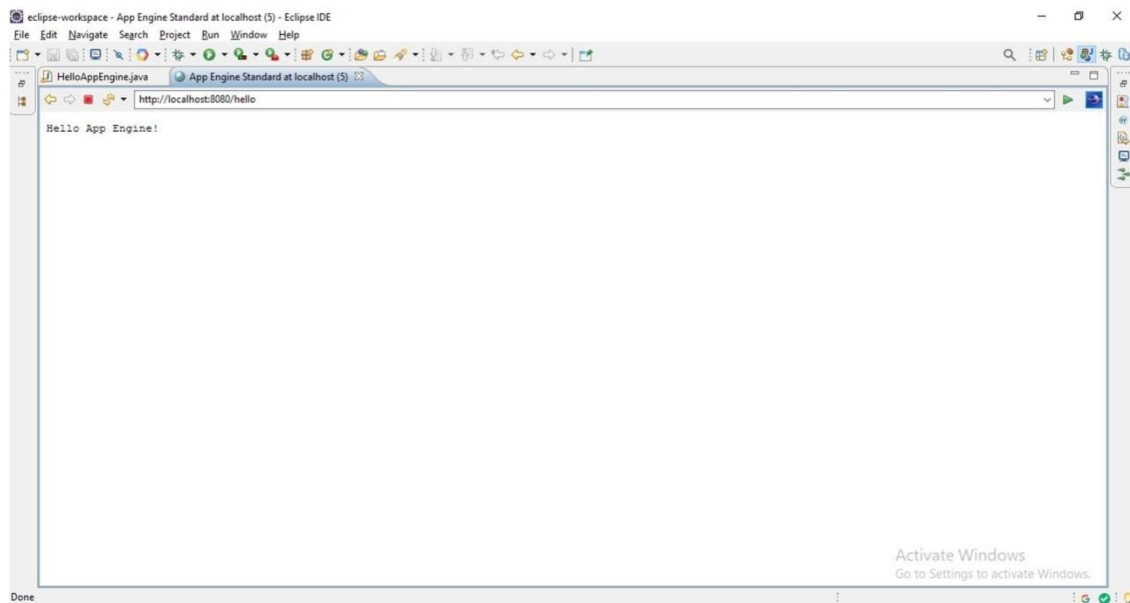 eclipse-workspace - App Engine Standard at localhost (5) - Eclipse IDE
File Edit Navigate Search Project Run Window Help
HelloAppEngine.java App Engine Standard at localhost (5)
http://localhost:8080/hello
Hello App Engine!
Activate Windows
Go to Settings to activate Windows.
Done